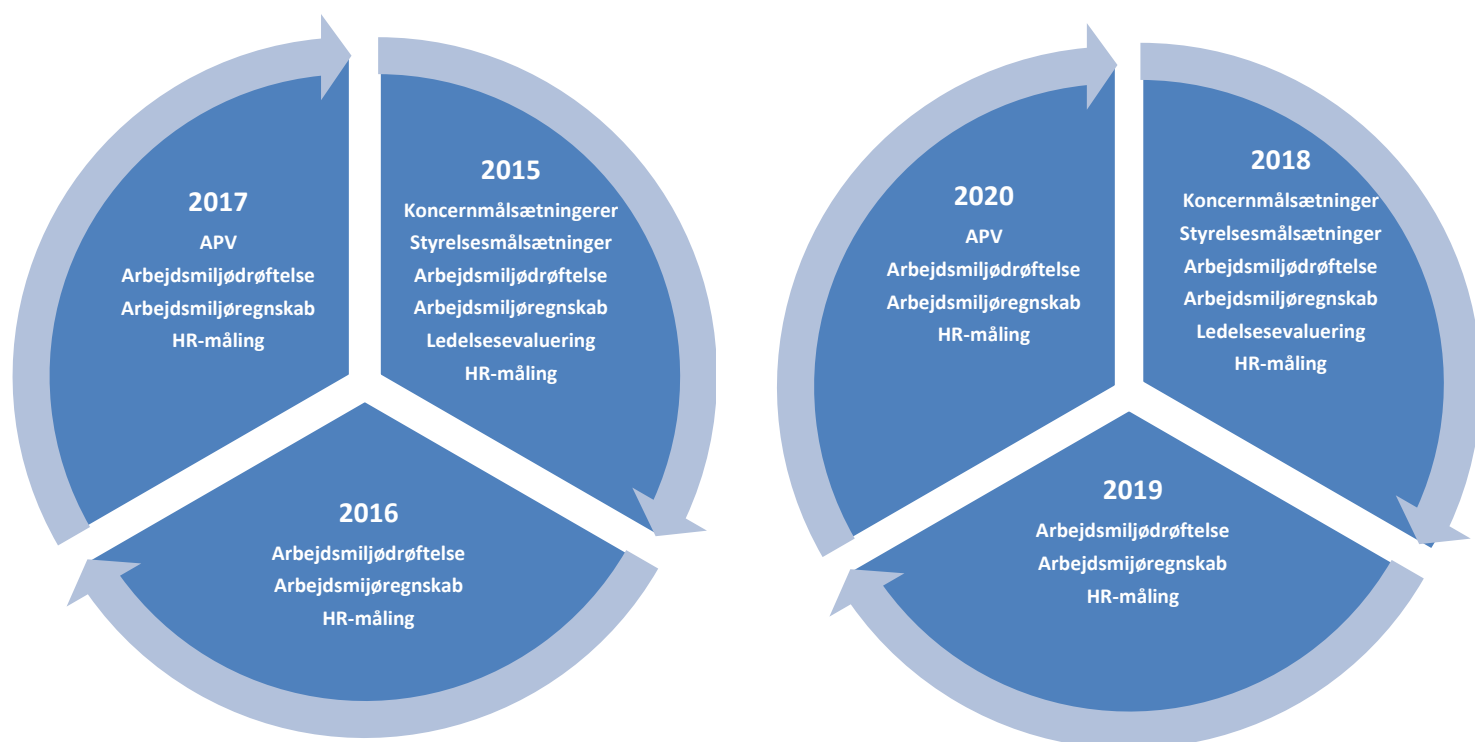 2015
Koncernmålsætningerer
Styrelsesmålsætninger
Arbejdsmiljødrøftelse
Arbejdsmiljøregnskab
Ledelsesevaluering
HR-måling
2016
Arbejdsmiljødrøftelse
Arbejdsmijøregnskab
HR-måling
2017
APV
Arbejdsmiljødrøftelse
Arbejdsmiljøregnskab
HR-måling
2018
Koncernmålsætninger
Styrelsesmålsætninger
Arbejdsmiljødrøftelse
Arbejdsmiljøregnskab
Ledelsesevaluering
HR-måling
2019
Arbejdsmiljødrøftelse
Arbejdsmijøregnskab
HR-måling
2020
APV
Arbejdsmiljødrøftelse
Arbejdsmiljøregnskab
HR-måling